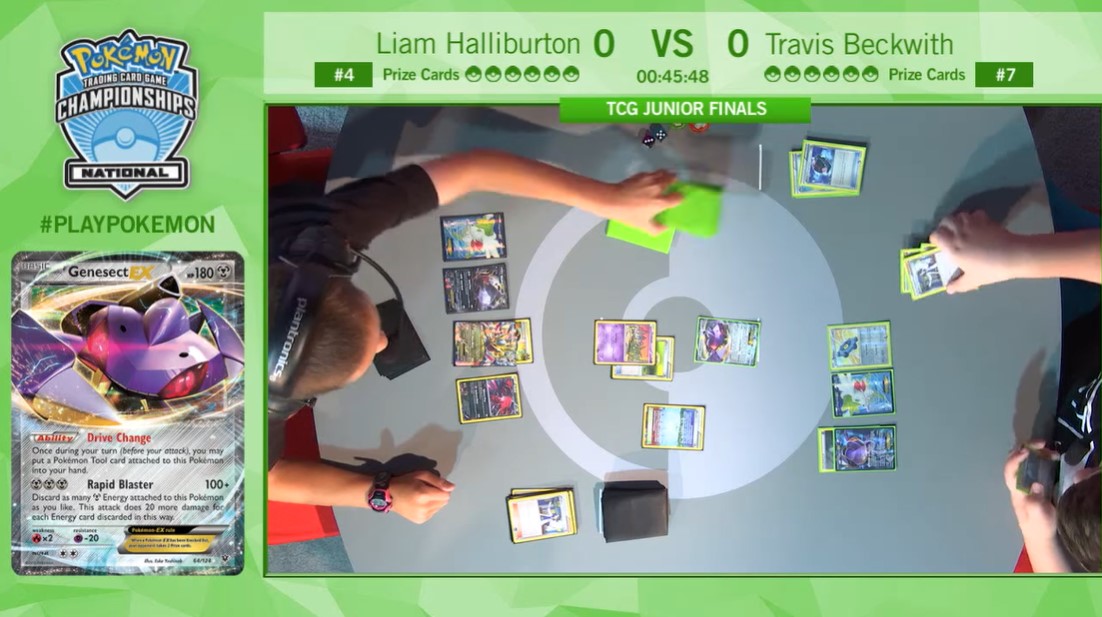 Pokémon
TRADING CARD GAME
CHAMPIONSHIPS
NATIONAL
#PLAYPOKEMON
Liam Halliburton 0 VS 0 Travis Beckwith
#4 Prize Cards 00:45:48 Prize Cards #7
TCG JUNIOR FINALS
plantronics
Genesect EX HP180
Ability Drive Change
Once during your turn (before your attack), you may
put a Pokémon Tool card attached to this Pokémon
into your hand.
Rapid Blaster 100+
Discard as many Energy attached to this Pokémon
as you like. This attack does 20 more damage for
each Energy card discarded in this way.
weakness resistance Pokémon EX rule
×2 -20